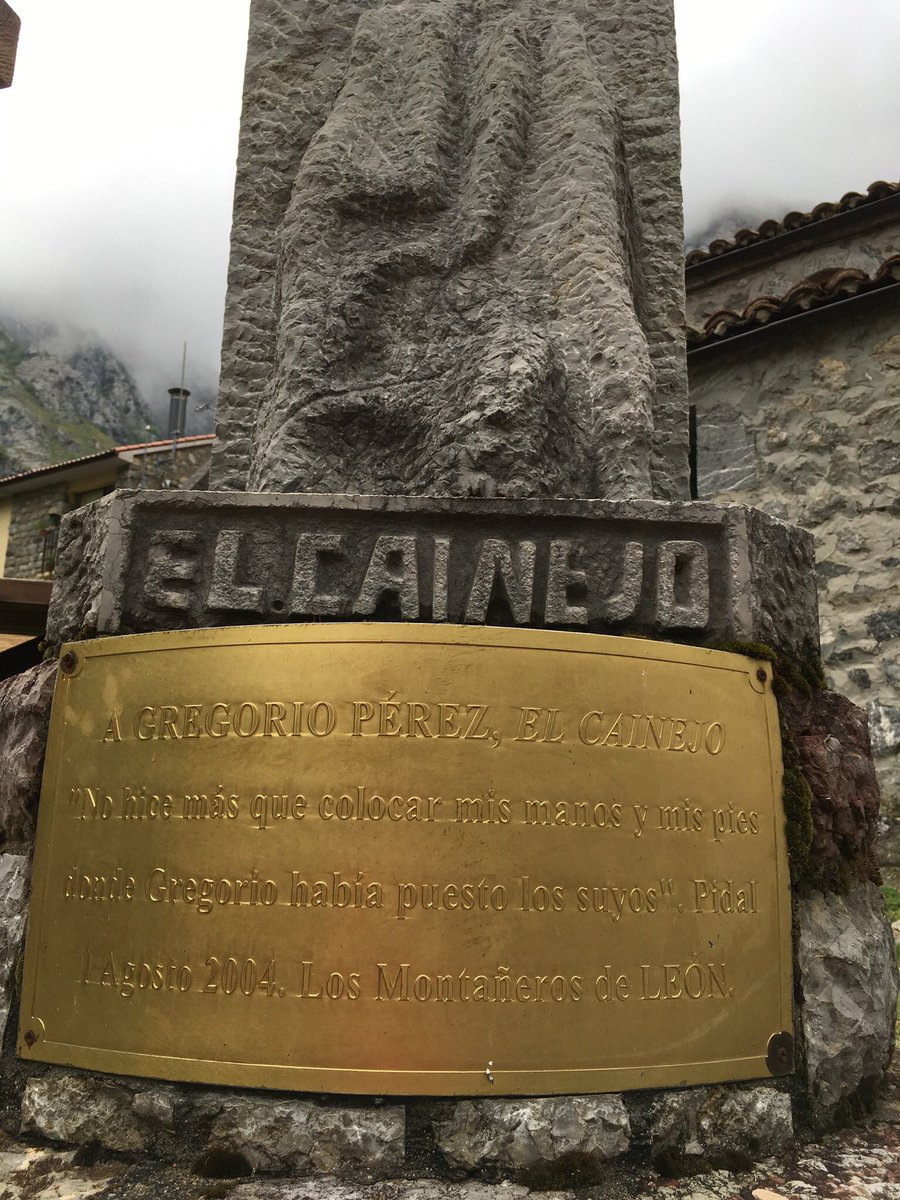 EL CAINEJO
A GREGORIO PÉREZ, EL CAINEJO
"No hice más que colocar mis manos y mis pies
donde Gregorio había puesto los suyos". Pidal
1 Agosto 2004. Los Montañeros de LEÓN.